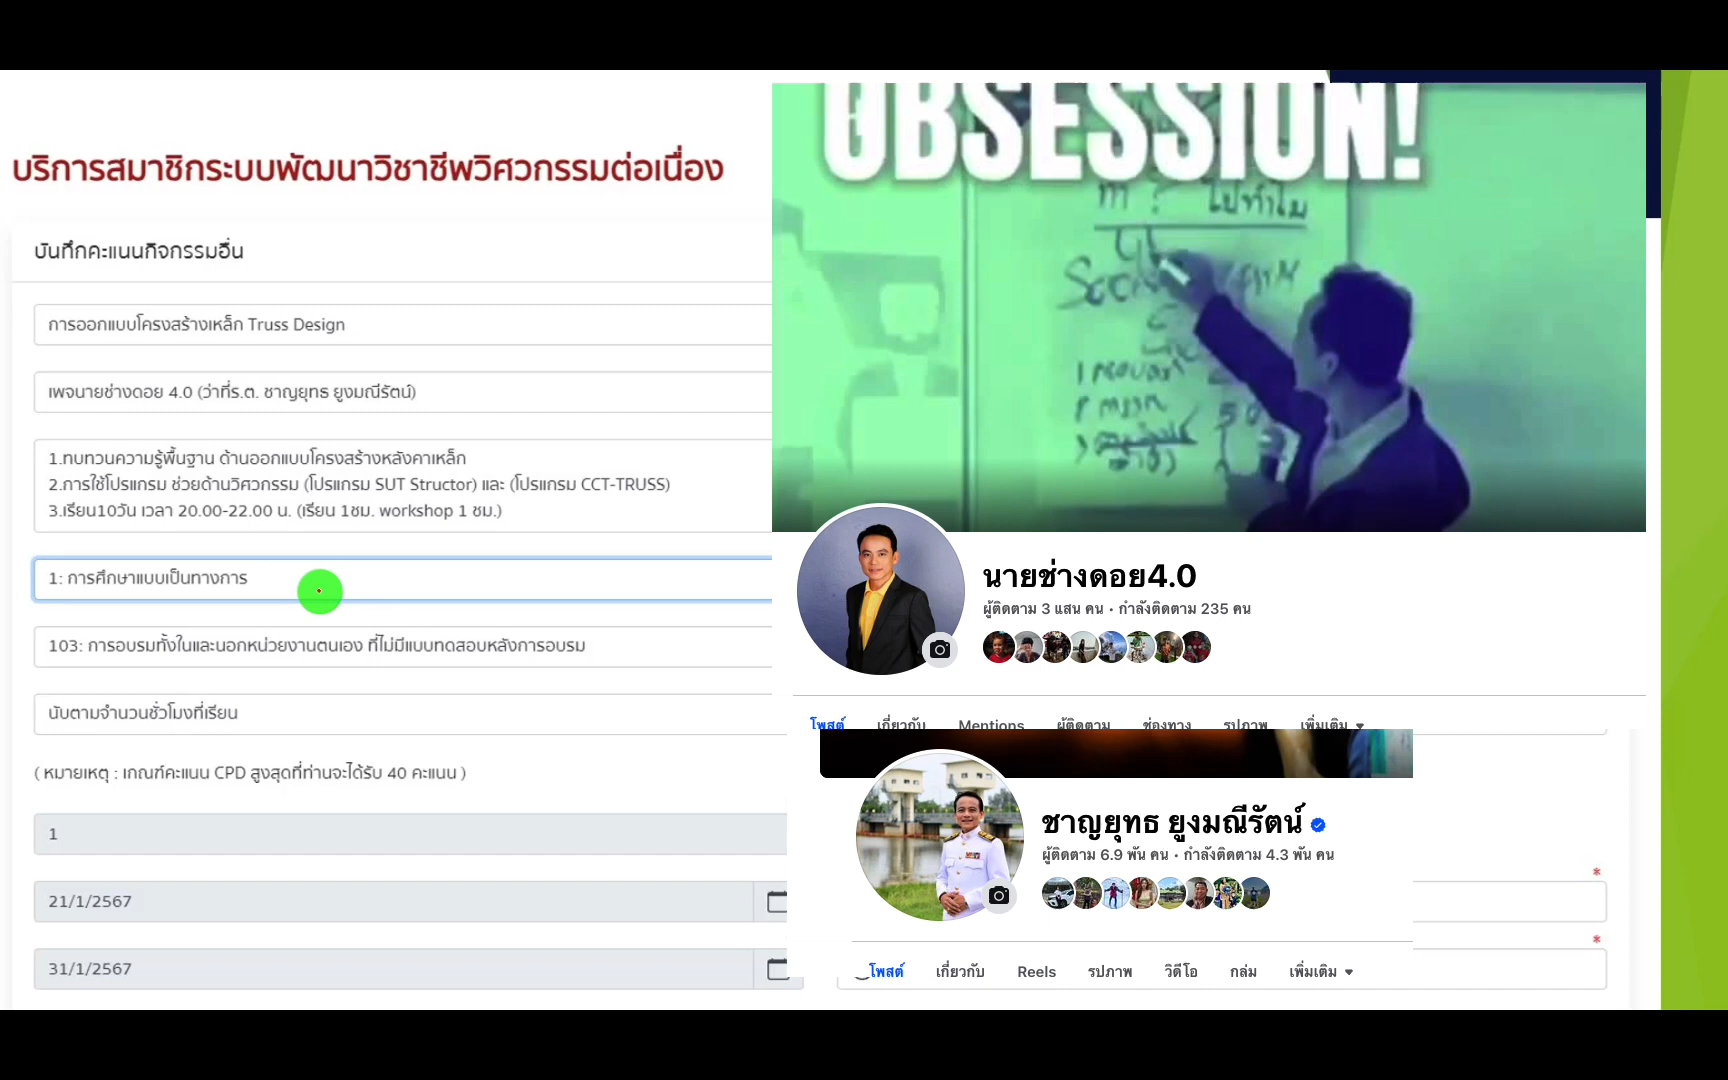 OBSESSION!
บริการสมาชิกระบบพัฒนาวิชาชีพวิศวกรรมต่อเนื่อง
บันทึกคะแนนกิจกรรมอื่น
การออกแบบโครงสร้างเหล็ก Truss Design
เพจนายช่างดอย 4.0 (ว่าที่ร.ต. ชาญยุทธ ยูงมณีรัตน์)
1.ทบทวนความรู้พื้นฐาน ด้านออกแบบโครงสร้างหลังคาเหล็ก
2.การใช้โปรแกรม ช่วยด้านวิศวกรรม (โปรแกรม SUT Structor) และ (โปรแกรม CCT-TRUSS)
3.เรียน10วัน เวลา 20.00-22.00 น. (เรียน 1ชม. workshop 1 ชม.)
1: การศึกษาแบบเป็นทางการ
103: การอบรมทั้งในและนอกหน่วยงานตนเอง ที่ไม่มีแบบทดสอบหลังการอบรม
นับตามจำนวนชั่วโมงที่เรียน
( หมายเหตุ : เกณฑ์คะแนน CPD สูงสุดที่ท่านจะได้รับ 40 คะแนน )
1
21/1/2567
31/1/2567
ไปทำไม
นายช่างดอย4.0
ผู้ติดตาม 3 แสน คน • กำลังติดตาม 235 คน
โพสต์ เกี่ยวกับ Mentions ผู้ติดตาม ช่องทาง รูปภาพ เพิ่มเติม
ชาญยุทธ ยูงมณีรัตน์
ผู้ติดตาม 6.9 พัน คน • กำลังติดตาม 4.3 พัน คน
*
*
โพสต์ เกี่ยวกับ Reels รูปภาพ วิดีโอ กลุ่ม เพิ่มเติม